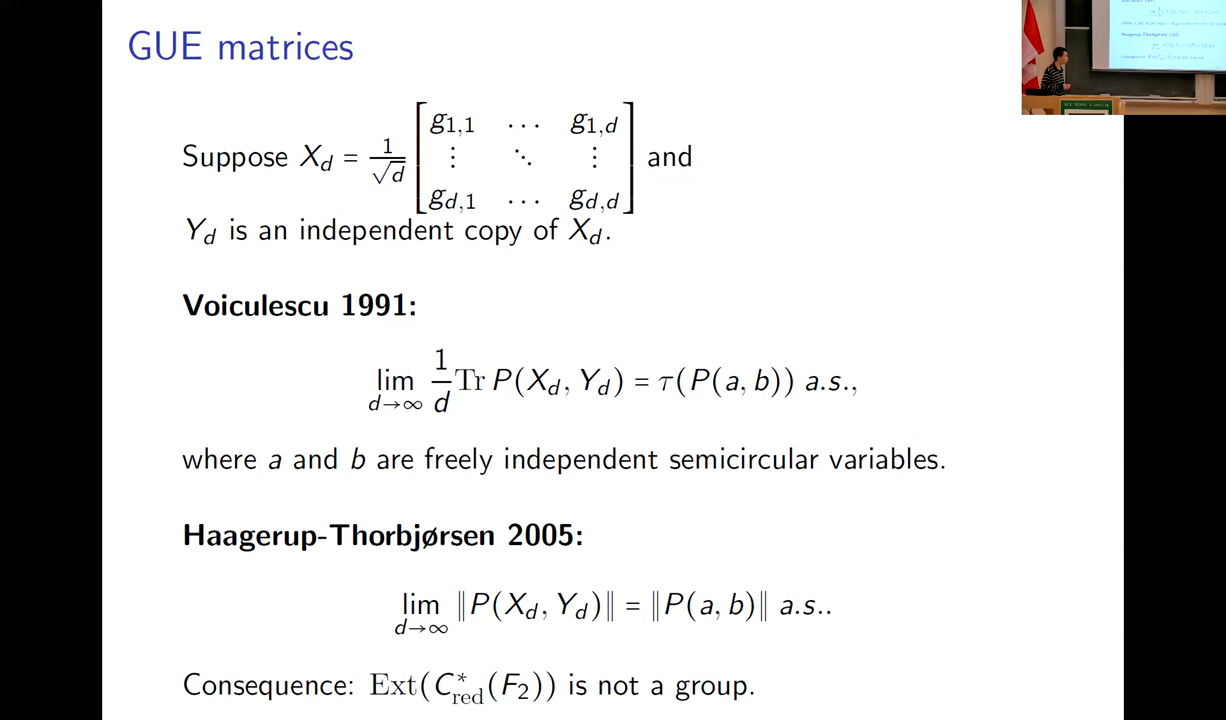 GUE matrices
Suppose X_d = 1/√d [g_{1,1} ⋯ g_{1,d} ⋮ ⋱ ⋮ g_{d,1} ⋯ g_{d,d}] and
Y_d is an independent copy of X_d.
Voiculescu 1991:
lim_{d→∞} 1/d Tr P(X_d, Y_d) = τ(P(a, b)) a.s.,
where a and b are freely independent semicircular variables.
Haagerup-Thorbjørsen 2005:
lim_{d→∞} ‖P(X_d, Y_d)‖ = ‖P(a, b)‖ a.s..
Consequence: Ext(C*_red(F_2)) is not a group.